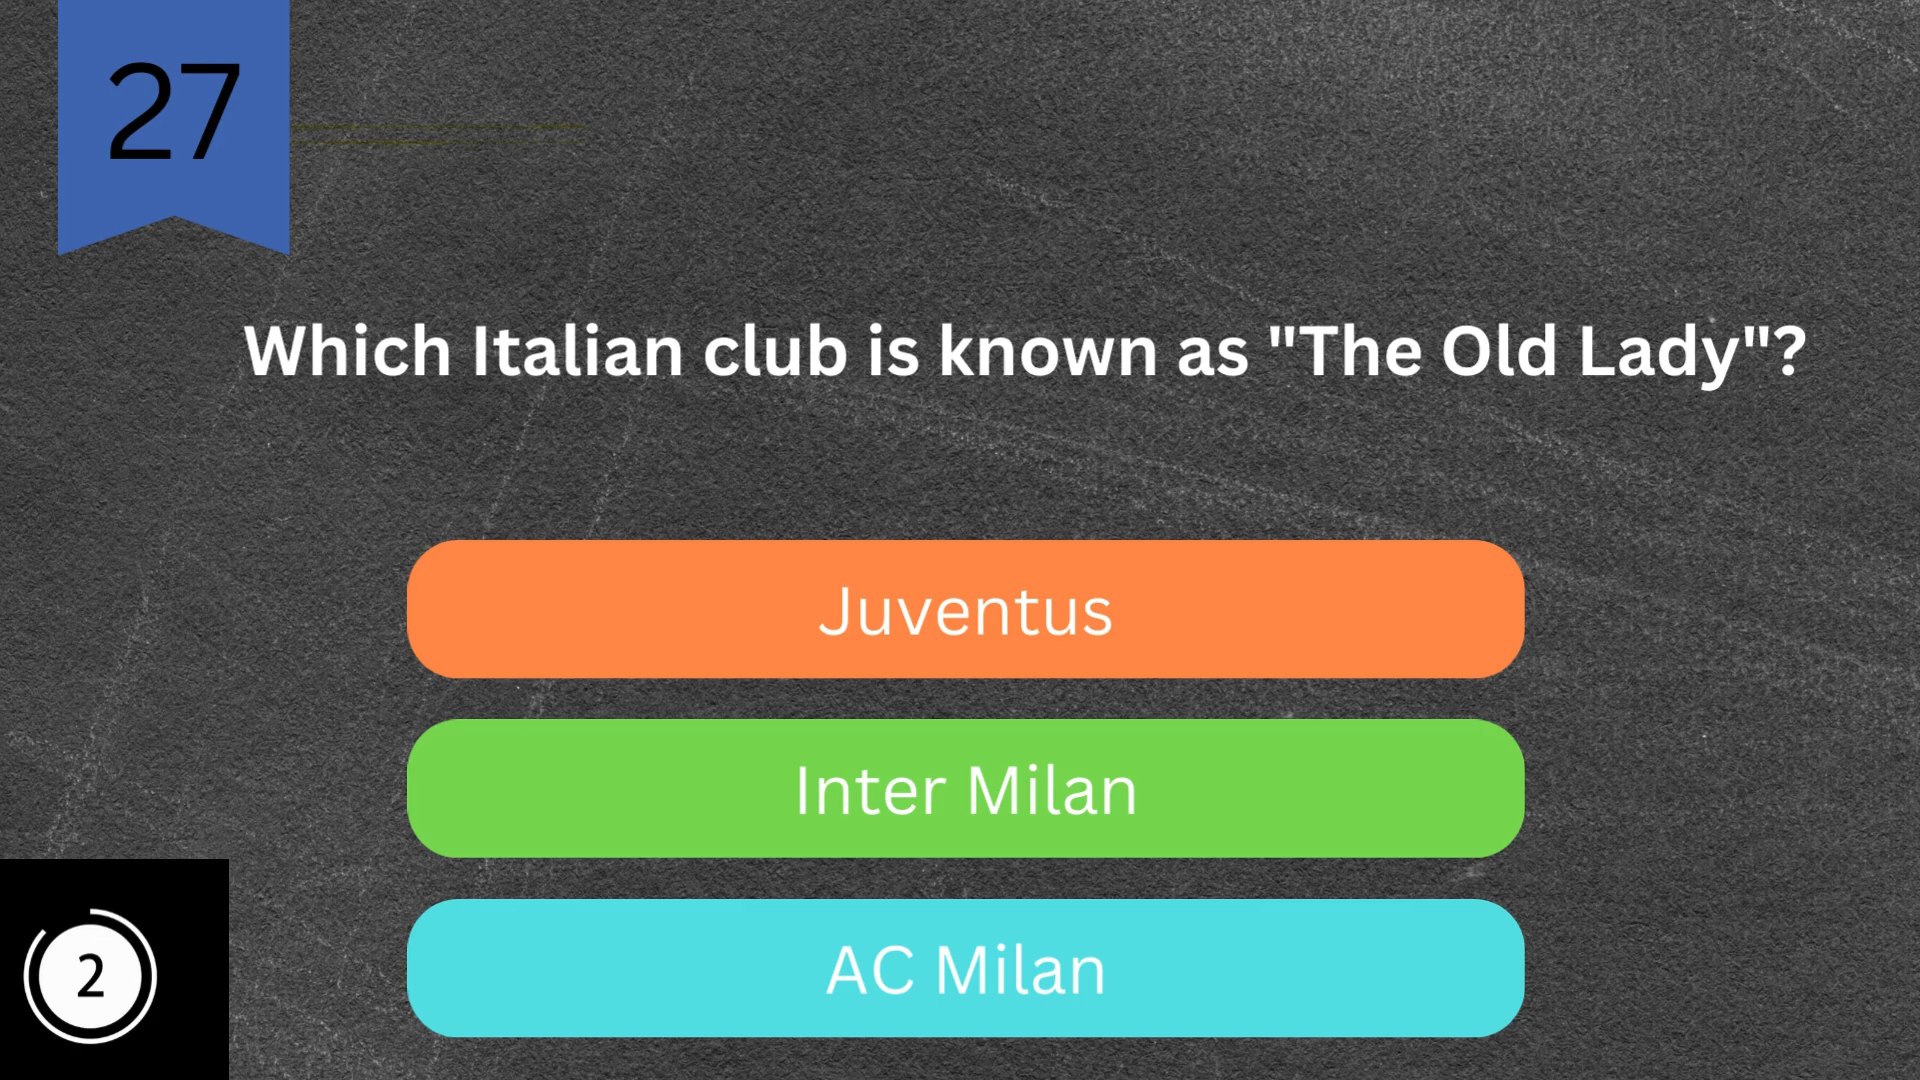 27
Which Italian club is known as "The Old Lady"?
Juventus
Inter Milan
AC Milan
2